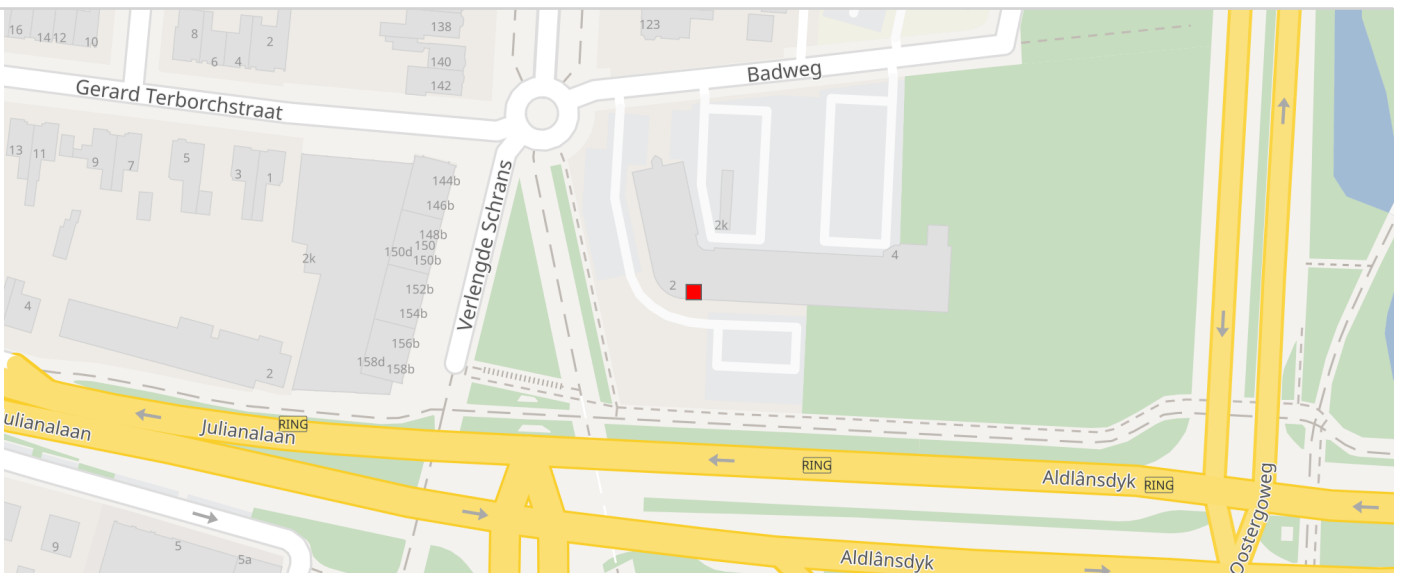 16
14
12
10
8
6
4
2
138
140
142
123
Badweg
Gerard Terborchstraat
13
11
9
7
5
3
1
144b
146b
148b
150
150d
150b
152b
154b
156b
158d
158b
2k
Verlengde Schrans
2k
2
4
4
2
RING
Julianalaan
ulianalaan
RING
Aldlânsdyk
RING
Oostergoweg
9
5
5a
Aldlânsdyk